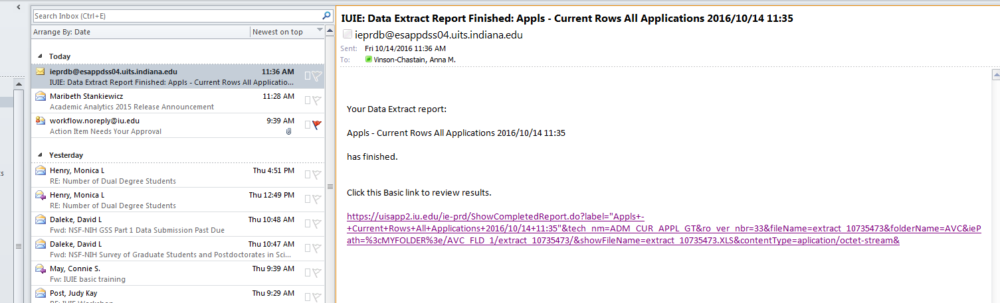 Search Inbox (Ctrl+E)
Arrange By: Date Newest on top
Today
ieprdb@esappdss04.uits.indiana.edu 11:36 AM
IUIE: Data Extract Report Finished: Appls - Current Rows All Applicatio...
Maribeth Stankiewicz 11:28 AM
Academic Analytics 2015 Release Announcement
workflow.noreply@iu.edu 9:39 AM
Action Item Needs Your Approval
Yesterday
Henry, Monica L Thu 4:51 PM
RE: Number of Dual Degree Students
Henry, Monica L Thu 12:49 PM
RE: Number of Dual Degree Students
Daleke, David L Thu 10:48 AM
Fwd: NSF-NIH GSS Part 1 Data Submission Past Due
Daleke, David L Thu 10:47 AM
Fwd: NSF-NIH Survey of Graduate Students and Postdoctorates in Sci...
May, Connie S. Thu 9:39 AM
Fw: IUIE basic training
Post, Judy Kay Thu 9:29 AM
IUIE: Data Extract Report Finished: Appls - Current Rows All Applications 2016/10/14 11:35
ieprdb@esappdss04.uits.indiana.edu
Sent: Fri 10/14/2016 11:36 AM
To: Vinson-Chastain, Anna M.
Your Data Extract report:
Appls - Current Rows All Applications 2016/10/14 11:35
has finished.
Click this Basic link to review results.
https://uisapp2.iu.edu/ie-prd/ShowCompletedReport.do?label="Appls+-
+Current+Rows+All+Applications+2016/10/14+11:35"&tech_nm=ADM_CUR_APPL_GT&ro_ver_nbr=33&fileName=extract_10735473&folderName=AVC&ieP
ath=%3cMYFOLDER%3e/AVC_FLD_1/extract_10735473/&showFileName=extract_10735473.XLS&contentType=aplication/octet-stream&